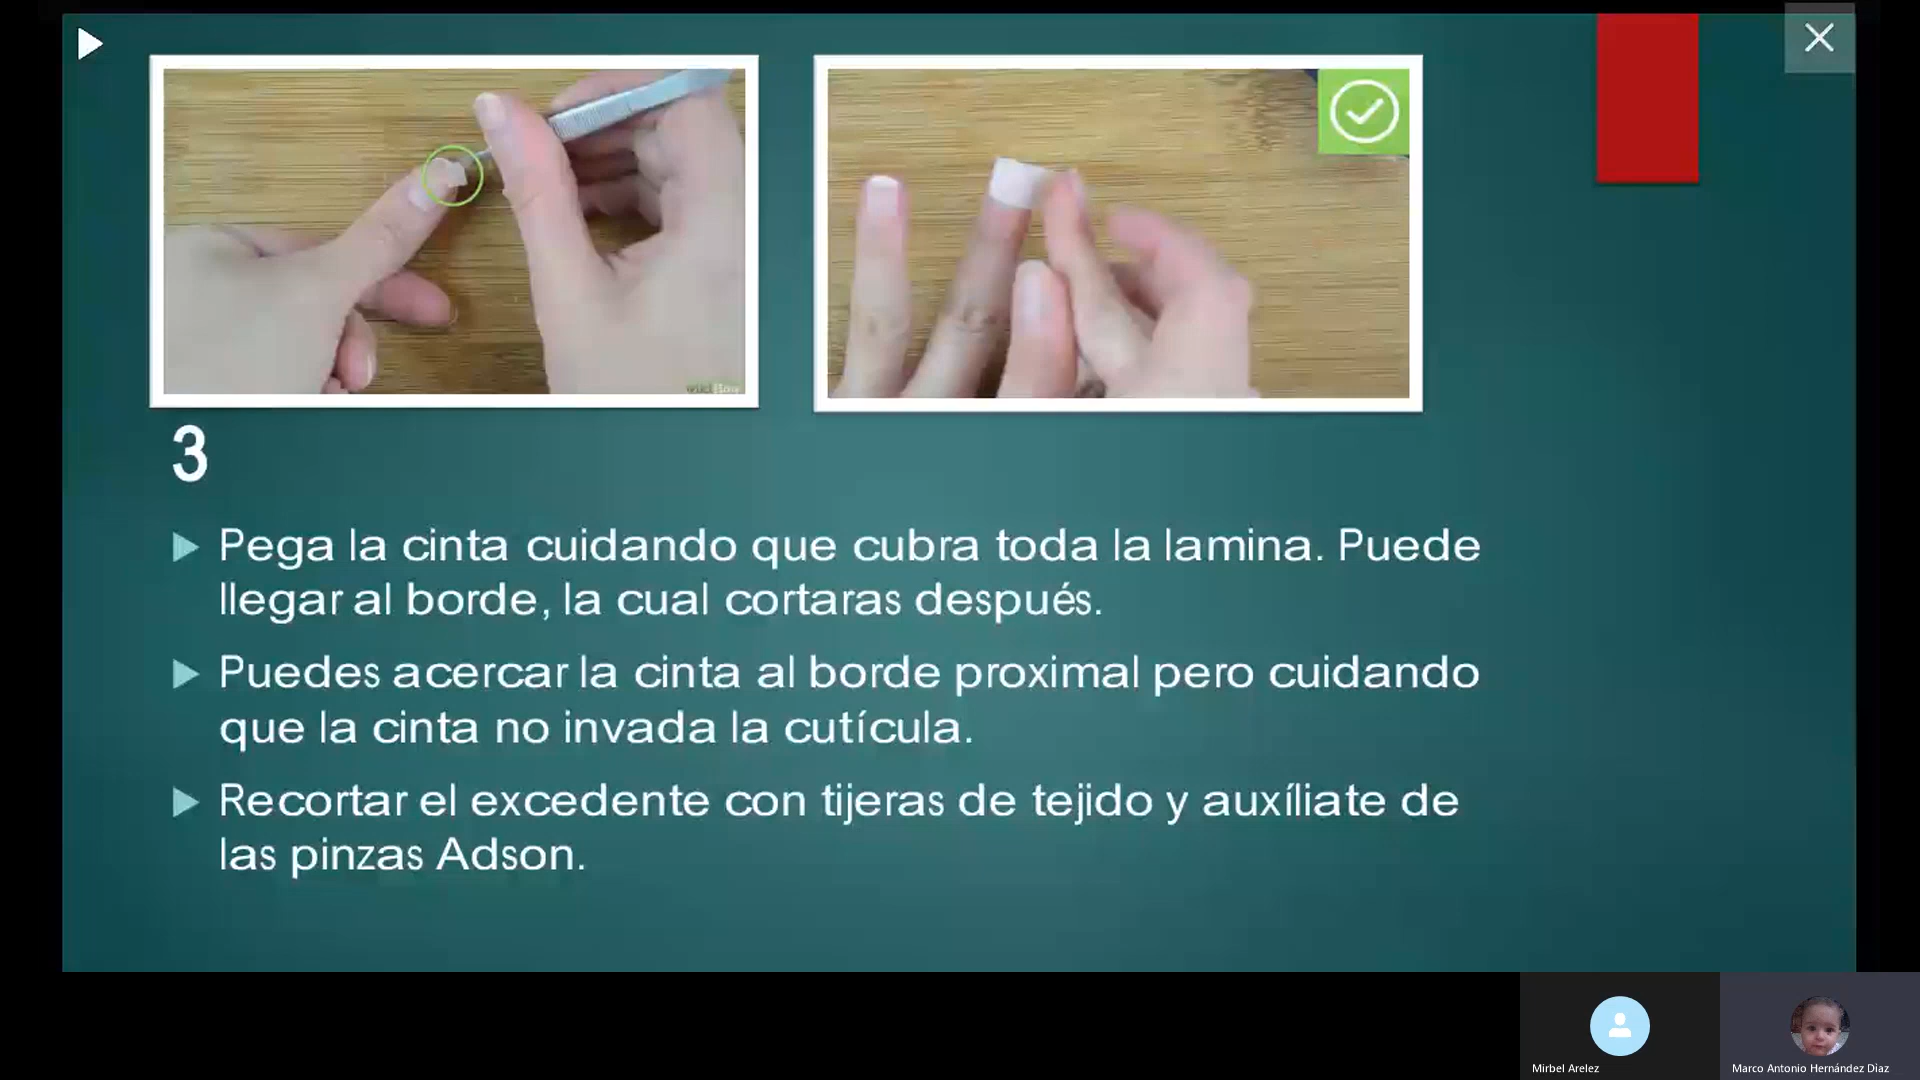 wikiHow
3
Pega la cinta cuidando que cubra toda la lamina. Puede
llegar al borde, la cual cortaras después.
Puedes acercar la cinta al borde proximal pero cuidando
que la cinta no invada la cutícula.
Recortar el excedente con tijeras de tejido y auxíliate de
las pinzas Adson.
Mirbel Arelez
Marco Antonio Hernández Dìaz